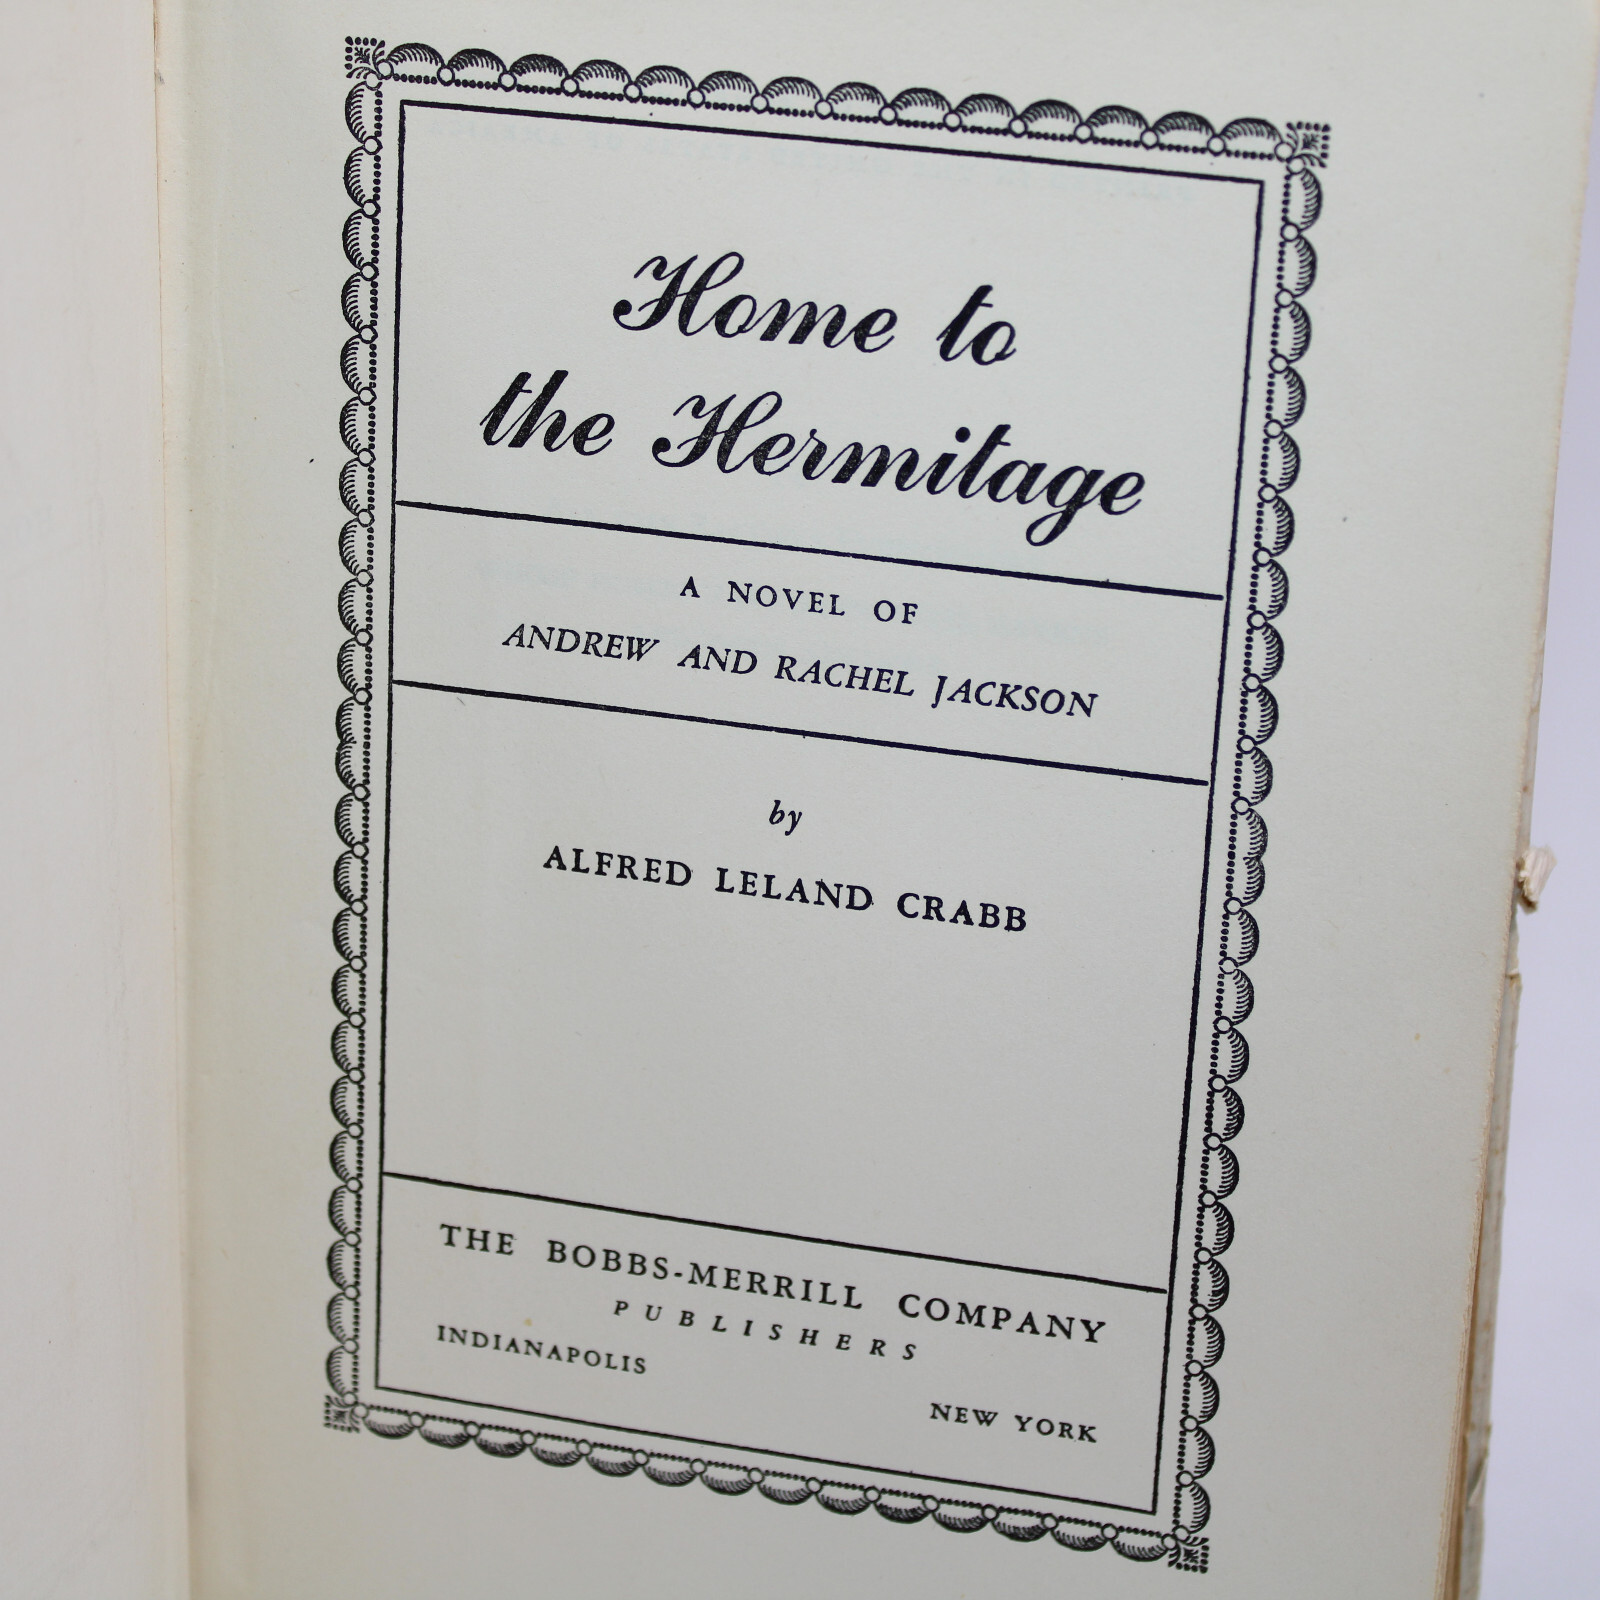 Home to
the Hermitage
A NOVEL OF
ANDREW AND RACHEL JACKSON
by
ALFRED LELAND CRABB
THE BOBBS-MERRILL COMPANY
PUBLISHERS
INDIANAPOLIS
NEW YORK